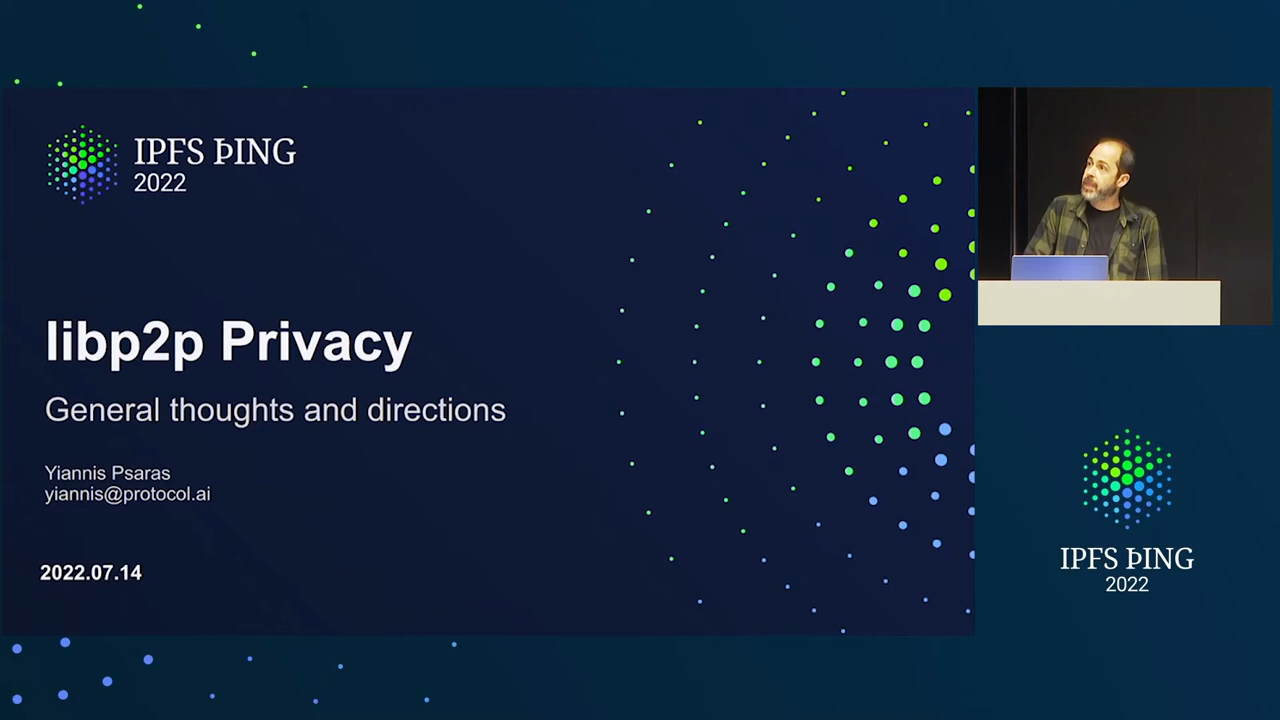 IPFS ÞING
2022
libp2p Privacy
General thoughts and directions
Yiannis Psaras
yiannis@protocol.ai
2022.07.14
IPFS ÞING
2022